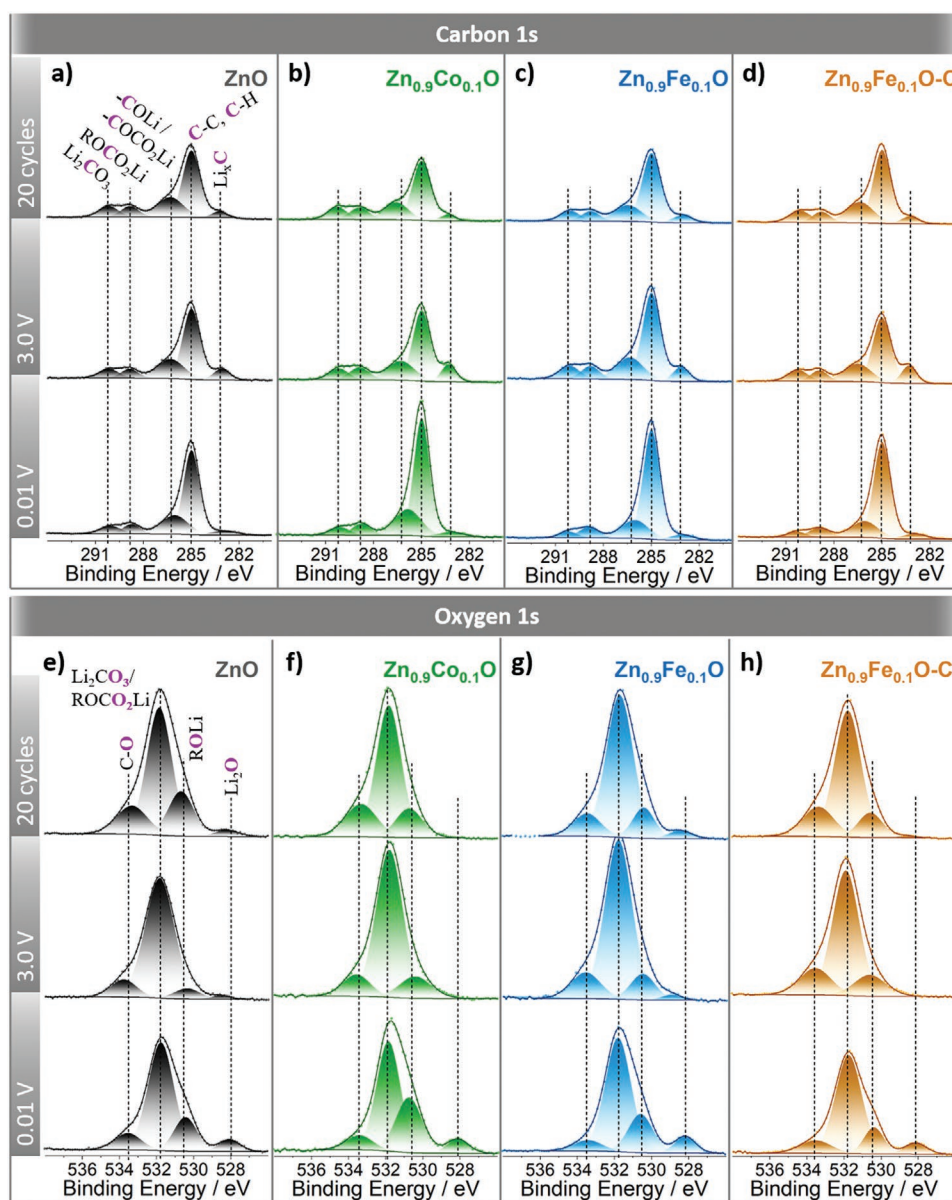 Carbon 1s
a) ZnO
b) Zn₀.₉Co₀.₁O
c) Zn₀.₉Fe₀.₁O
d) Zn₀.₉Fe₀.₁O-C
20 cycles
3.0 V
0.01 V
-COLi /
-COCO₂Li
ROCO₂Li
Li₂CO₃
C-C, C-H
LiₓC
291 288 285 282
291 288 285 282
291 288 285 282
291 288 285 282
Binding Energy / eV
Binding Energy / eV
Binding Energy / eV
Binding Energy / eV
Oxygen 1s
e) ZnO
f) Zn₀.₉Co₀.₁O
g) Zn₀.₉Fe₀.₁O
h) Zn₀.₉Fe₀.₁O-C
20 cycles
3.0 V
0.01 V
Li₂CO₃/
ROCO₂Li
C-O
ROLi
Li₂O
536 534 532 530 528
536 534 532 530 528
536 534 532 530 528
536 534 532 530 528
Binding Energy / eV
Binding Energy / eV
Binding Energy / eV
Binding Energy / eV